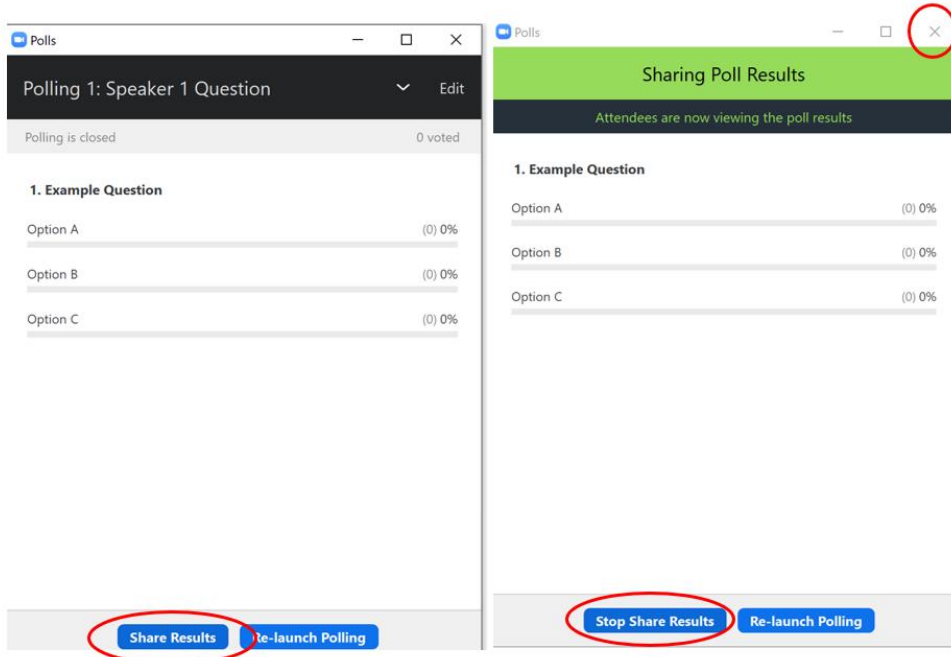 Polls
Polling 1: Speaker 1 Question
Edit
Polling is closed
0 voted
1. Example Question
Option A
(0) 0%
Option B
(0) 0%
Option C
(0) 0%
Share Results
Re-launch Polling
Polls
Sharing Poll Results
Attendees are now viewing the poll results
1. Example Question
Option A
(0) 0%
Option B
(0) 0%
Option C
(0) 0%
Stop Share Results
Re-launch Polling